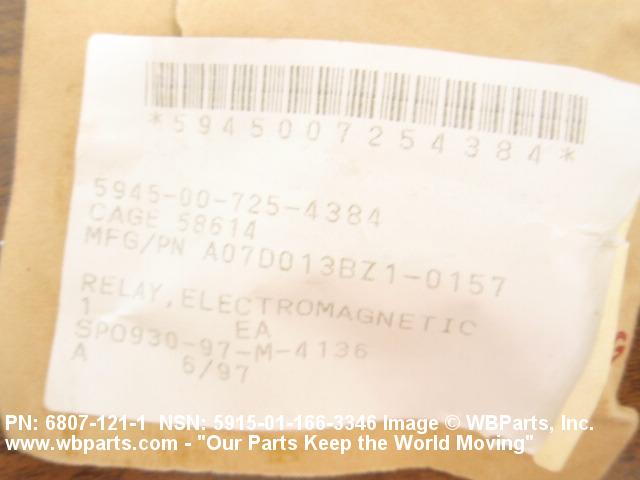 *5945007254384*
5945-00-725-4384
CAGE 58614
MFG/PN A07D013BZ1-0157
RELAY,ELECTROMAGNETIC
1 EA
SPO930-97-M-4136
A 6/97
G
PN: 6807-121-1 NSN: 5915-01-166-3346 Image © WBParts, Inc.
www.wbparts.com - "Our Parts Keep the World Moving"